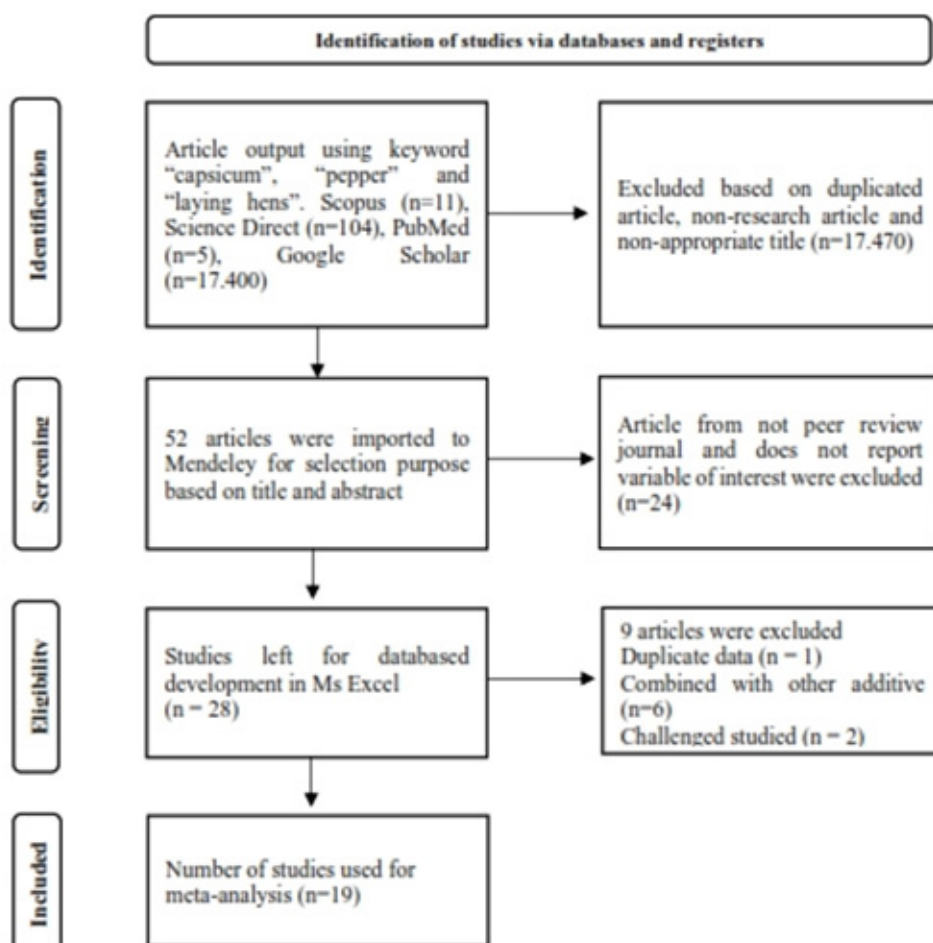 Identification of studies via databases and registers
Identification
Article output using keyword
“capsicum”, “pepper” and
“laying hens”. Scopus (n=11),
Science Direct (n=104), PubMed
(n=5), Google Scholar
(n=17.400)
Excluded based on duplicated
article, non-research article and
non-appropriate title (n=17.470)
Screening
52 articles were imported to
Mendeley for selection purpose
based on title and abstract
Article from not peer review
journal and does not report
variable of interest were excluded
(n=24)
Eligibility
Studies left for databased
development in Ms Excel
(n = 28)
9 articles were excluded
Duplicate data (n = 1)
Combined with other additive
(n=6)
Challenged studied (n = 2)
Included
Number of studies used for
meta-analysis (n=19)